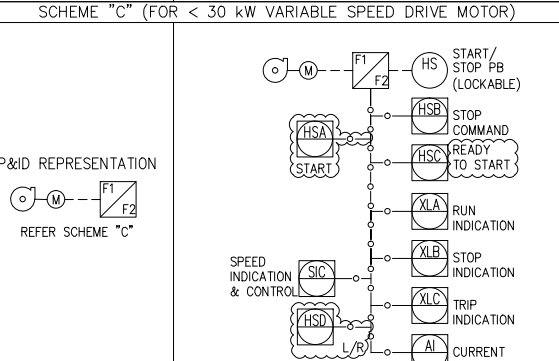 SCHEME "C" (FOR < 30 kW VARIABLE SPEED DRIVE MOTOR)
P&ID REPRESENTATION
M
F1
F2
REFER SCHEME "C"
M
F1
F2
HS
START/
STOP PB
(LOCKABLE)
HSB
STOP
COMMAND
HSA
START
HSC
READY
TO START
XLA
RUN
INDICATION
XLB
STOP
INDICATION
SPEED
INDICATION
& CONTROL
SIC
XLC
TRIP
INDICATION
HSD
L/R
AI
CURRENT